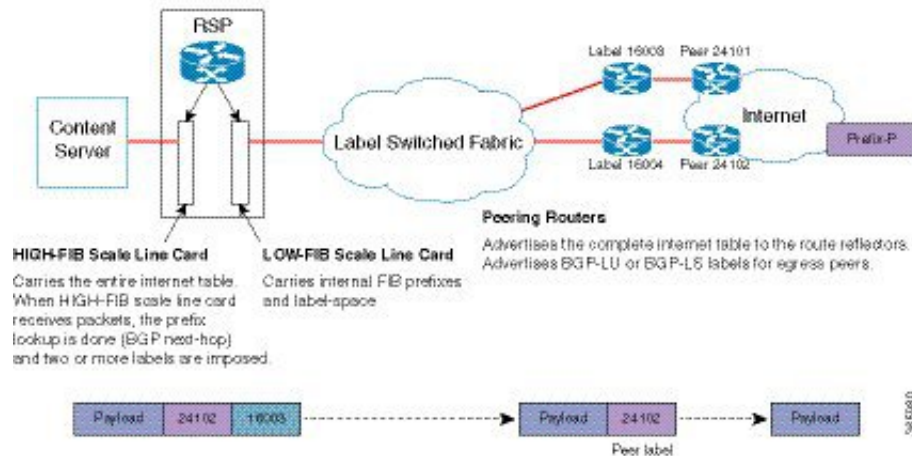 RSP
Label 16003
Peer 24101
Content
Server
Label Switched Fabric
Internet
Prefix-P
Label 16004
Peer 24102
Peering Routers
Advertises the complete internet table to the route reflectors.
Advertises BGP-LU or BGP-LS labels for egress peers.
HIGH-FIB Scale Line Card
Carries the entire internet table.
When HIGH-FIB scale line card
receives packets, the prefix
lookup is done (BGP next-hop)
and two or more labels are imposed.
LOW-FIB Scale Line Card
Carries internal FIB prefixes
and label-space
Payload
24102
16003
Payload
24102
Payload
Peer label